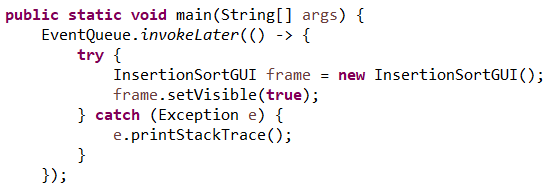 public static void main(String[] args) {
    EventQueue.invokeLater(() -> {
        try {
            InsertionSortGUI frame = new InsertionSortGUI();
            frame.setVisible(true);
        } catch (Exception e) {
            e.printStackTrace();
        }
    });